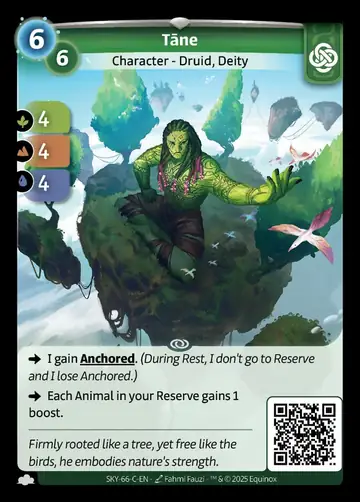 6
6
Tāne
Character - Druid, Deity
4
4
4
I gain Anchored. (During Rest, I don't go to Reserve
and I lose Anchored.)
Each Animal in your Reserve gains 1
boost.
Firmly rooted like a tree, yet free like the
birds, he embodies nature's strength.
SKY-66-C-EN - Fahmi Fauzi - ™ & © 2025 Equinox